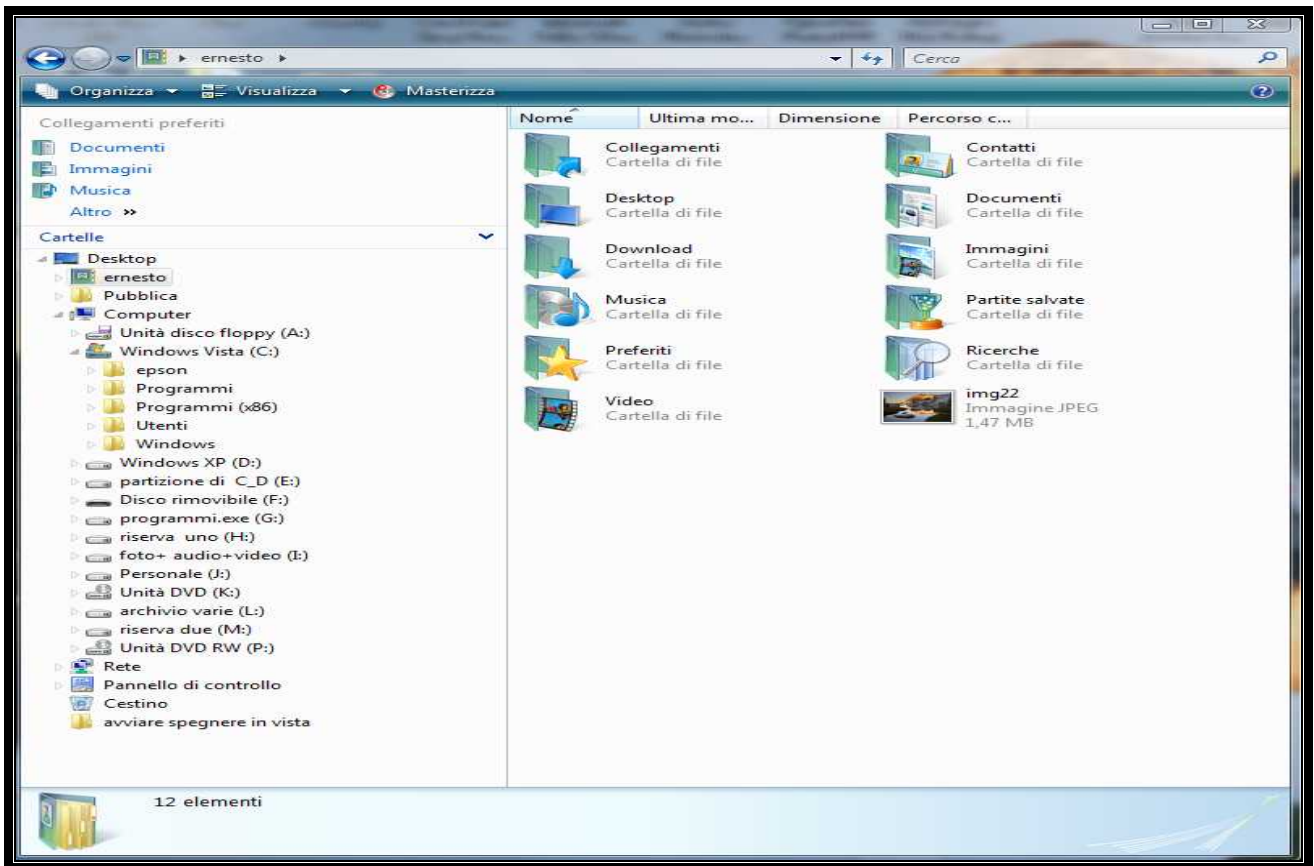 ernesto
Cerca
Organizza Visualizza Masterizza
Collegamenti preferiti
Documenti
Immagini
Musica
Altro »
Cartelle
Desktop
ernesto
Pubblica
Computer
Unità disco floppy (A:)
Windows Vista (C:)
epson
Programmi
Programmi (x86)
Utenti
Windows
Windows XP (D:)
partizione di C_D (E:)
Disco rimovibile (F:)
programmi.exe (G:)
riserva uno (H:)
foto+ audio+video (I:)
Personale (J:)
Unità DVD (K:)
archivio varie (L:)
riserva due (M:)
Unità DVD RW (P:)
Rete
Pannello di controllo
Cestino
avviare spegnere in vista
Nome Ultima mo... Dimensione Percorso c...
Collegamenti
Cartella di file
Contatti
Cartella di file
Desktop
Cartella di file
Documenti
Cartella di file
Download
Cartella di file
Immagini
Cartella di file
Musica
Cartella di file
Partite salvate
Cartella di file
Preferiti
Cartella di file
Ricerche
Cartella di file
Video
Cartella di file
img22
Immagine JPEG
1,47 MB
12 elementi